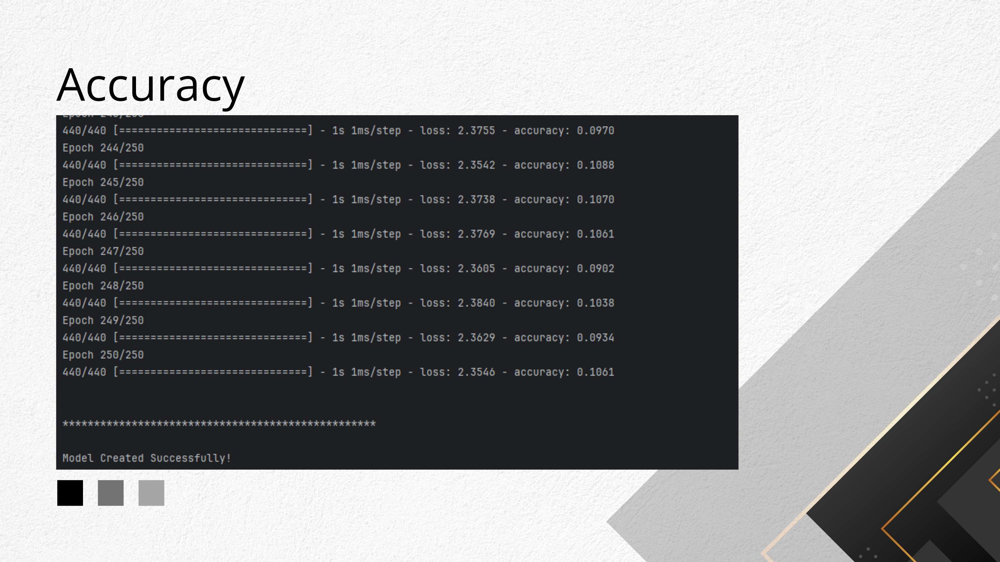 Accuracy
440/440 [==============================] - 1s 1ms/step - loss: 2.3755 - accuracy: 0.0970
Epoch 244/250
440/440 [==============================] - 1s 1ms/step - loss: 2.3542 - accuracy: 0.1088
Epoch 245/250
440/440 [==============================] - 1s 1ms/step - loss: 2.3738 - accuracy: 0.1070
Epoch 246/250
440/440 [==============================] - 1s 1ms/step - loss: 2.3769 - accuracy: 0.1061
Epoch 247/250
440/440 [==============================] - 1s 1ms/step - loss: 2.3605 - accuracy: 0.0902
Epoch 248/250
440/440 [==============================] - 1s 1ms/step - loss: 2.3840 - accuracy: 0.1038
Epoch 249/250
440/440 [==============================] - 1s 1ms/step - loss: 2.3629 - accuracy: 0.0934
Epoch 250/250
440/440 [==============================] - 1s 1ms/step - loss: 2.3546 - accuracy: 0.1061
**************************************************
Model Created Successfully!